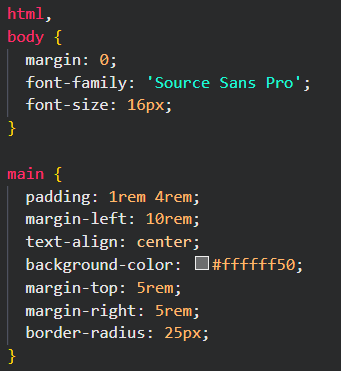 html,
body {
margin: 0;
font-family: 'Source Sans Pro';
font-size: 16px;
}
main {
padding: 1rem 4rem;
margin-left: 10rem;
text-align: center;
background-color: #ffffff50;
margin-top: 5rem;
margin-right: 5rem;
border-radius: 25px;
}